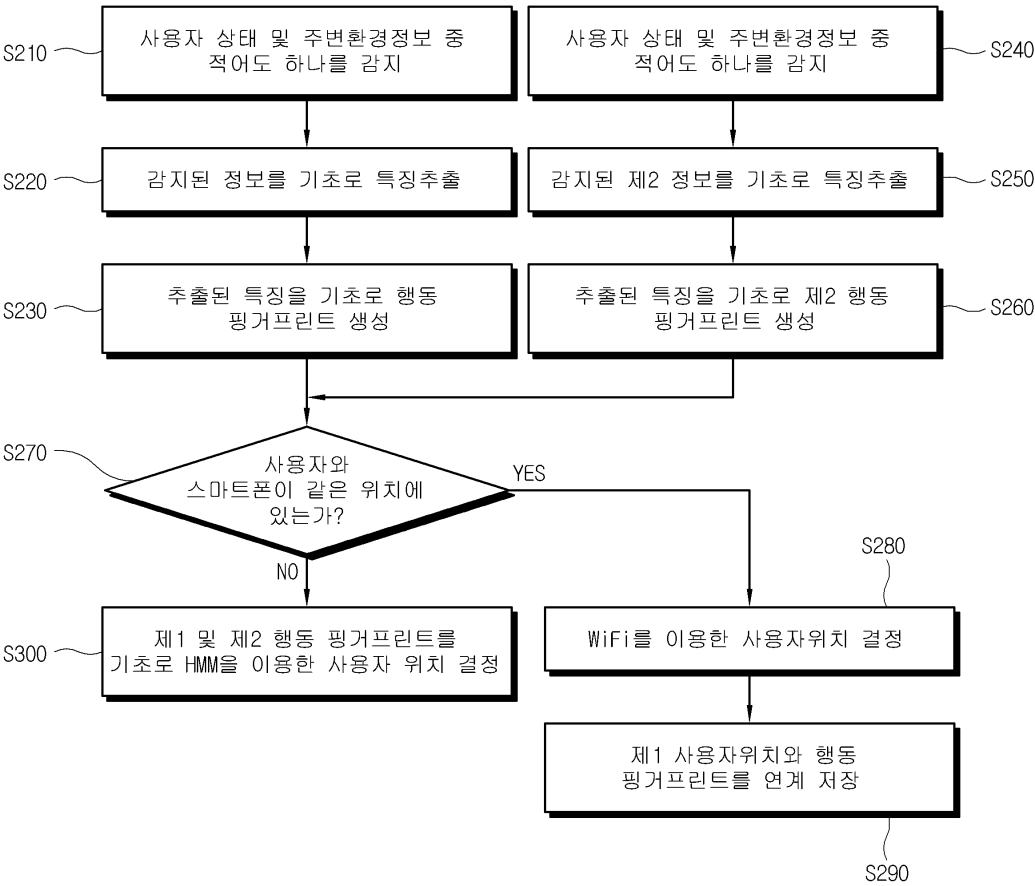 S210
사용자 상태 및 주변환경정보 중
적어도 하나를 감지
사용자 상태 및 주변환경정보 중
적어도 하나를 감지
S240
S220
감지된 정보를 기초로 특징추출
감지된 제2 정보를 기초로 특징추출
S250
S230
추출된 특징을 기초로 행동
핑거프린트 생성
추출된 특징을 기초로 제2 행동
핑거프린트 생성
S260
S270
사용자와
스마트폰이 같은 위치에
있는가?
YES
NO
S280
S300
제1 및 제2 행동 핑거프린트를
기초로 HMM을 이용한 사용자 위치 결정
WiFi를 이용한 사용자위치 결정
제1 사용자위치와 행동
핑거프린트를 연계 저장
S290